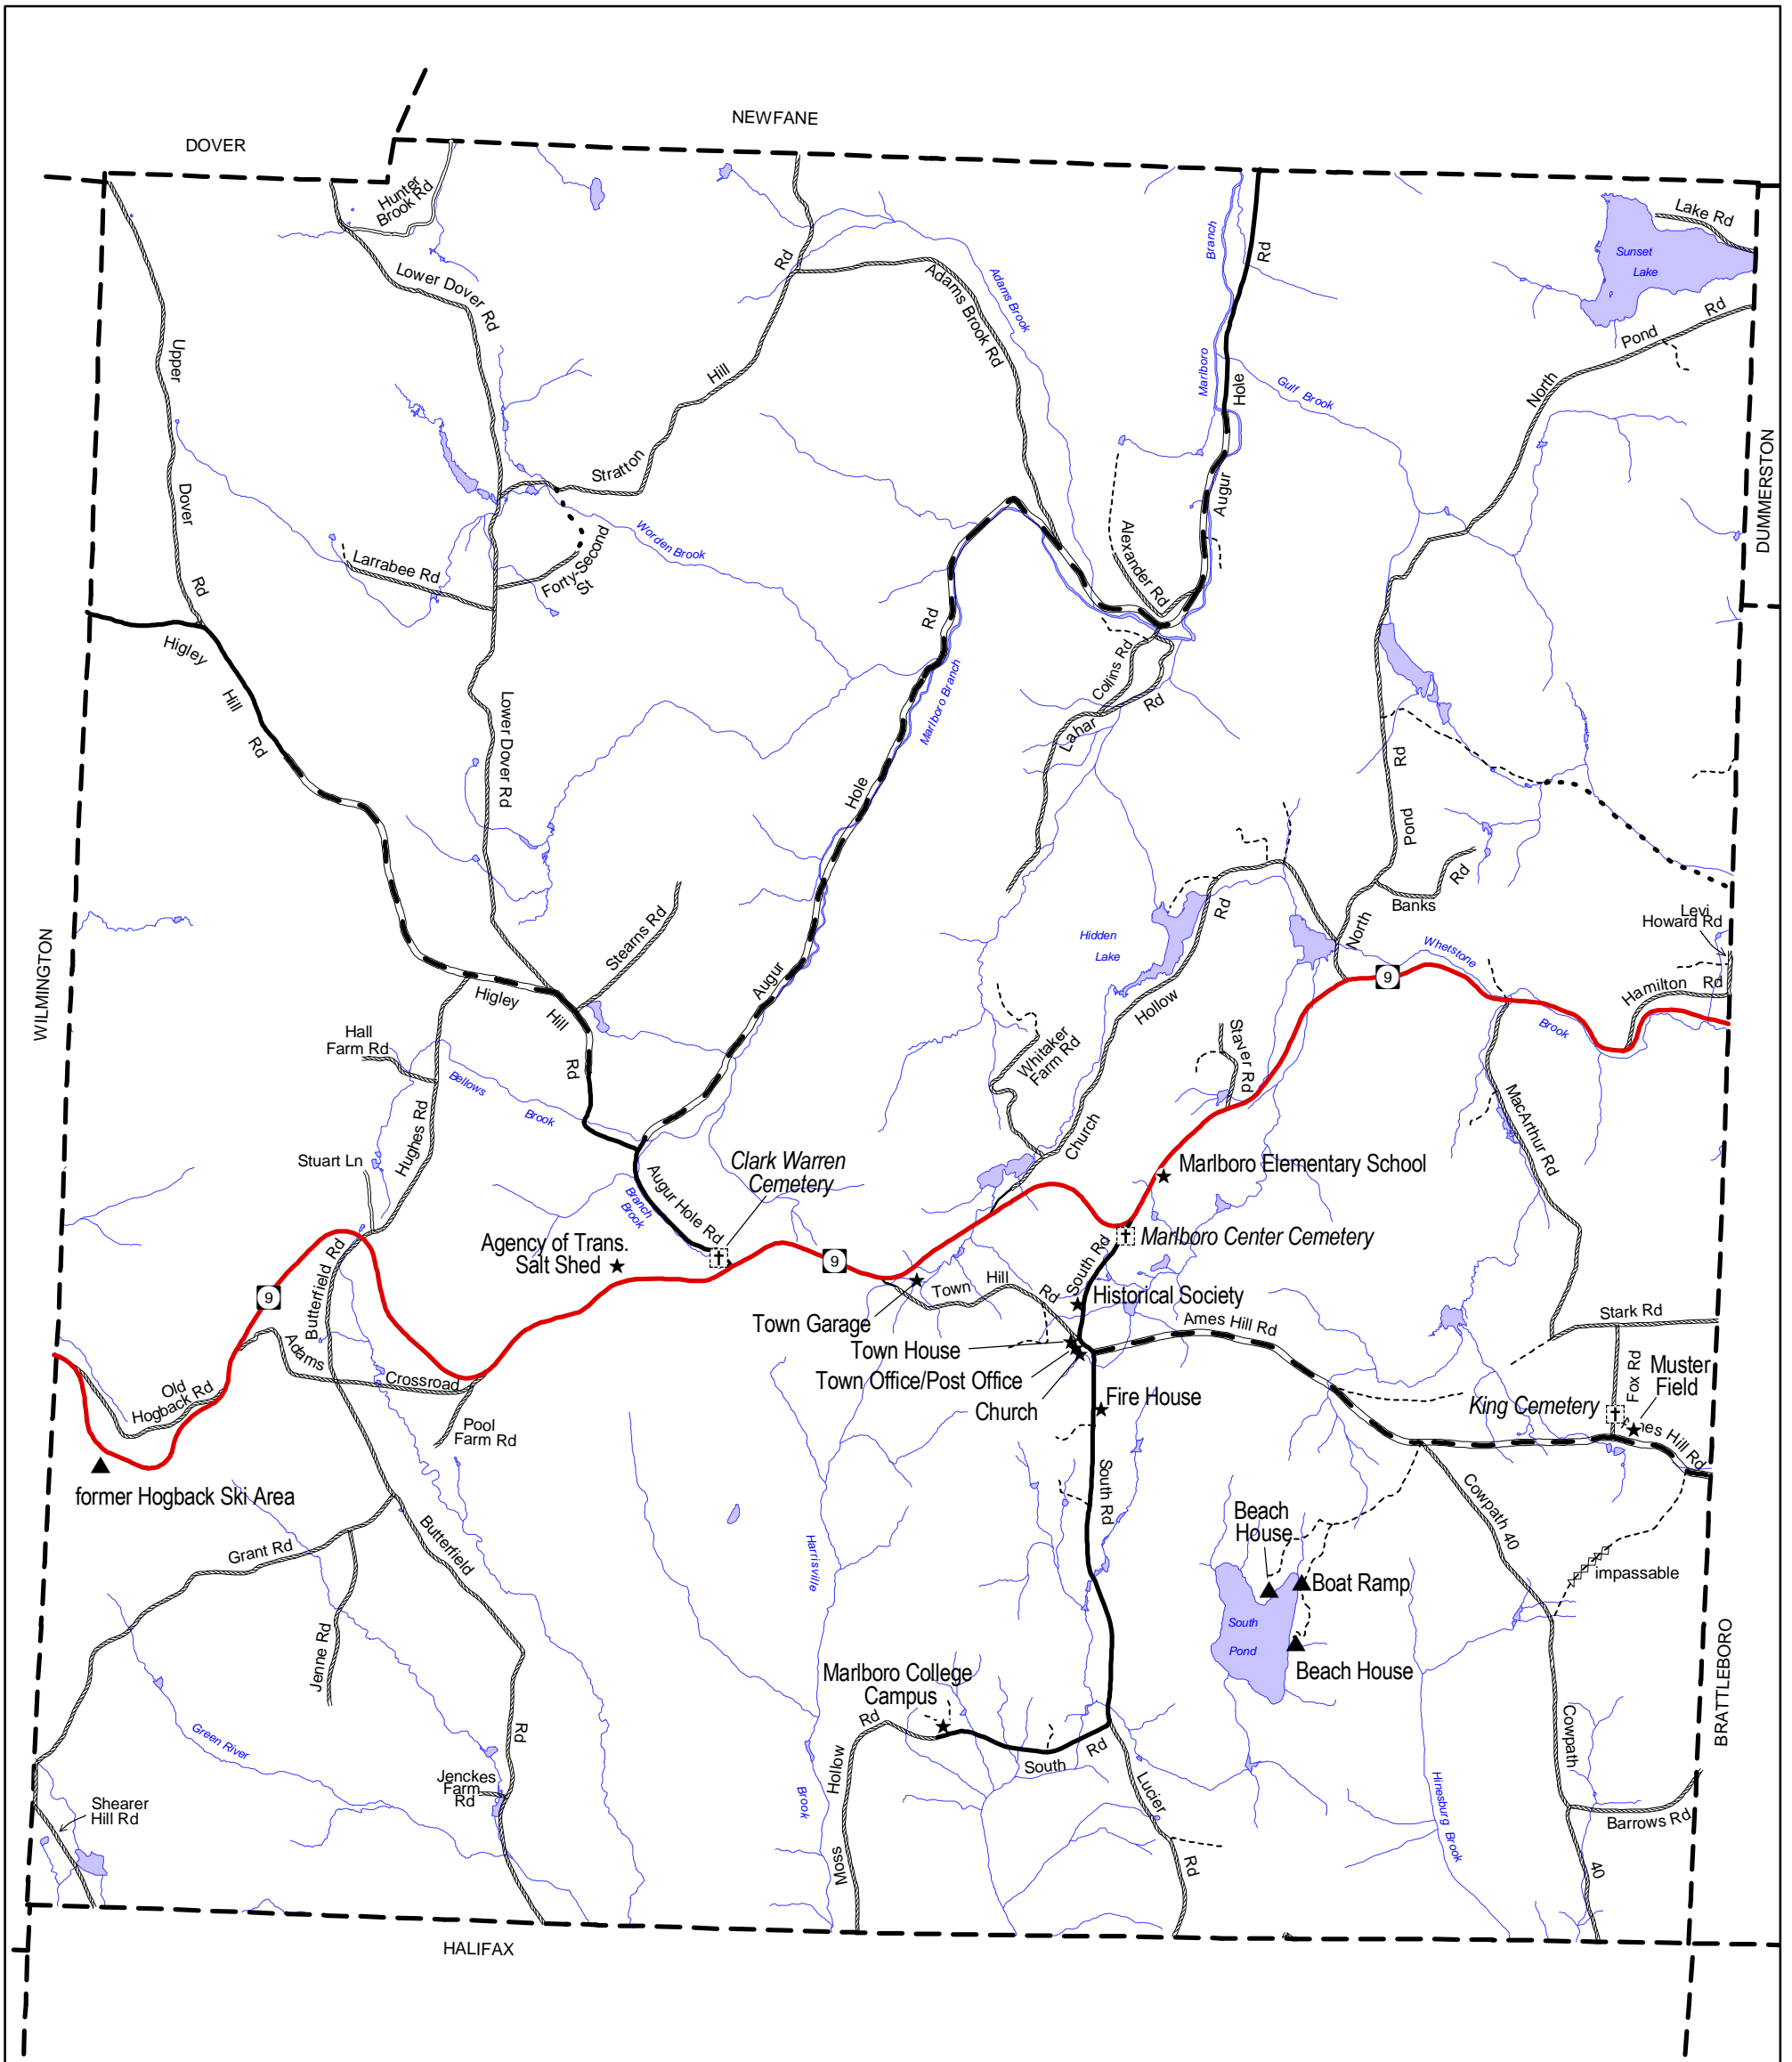 NEWFANE
DOVER
Hunter
Brook Rd
Lake Rd
Sunset
Lake
Branch
Rd
Rd
Adams Brook
Adams Brook Rd
Lower Dover Rd
Pond
Rd
Upper
Hill
Marlboro
Hole
Gulf Brook
North
DUMMERSTON
Stratton
Dover
Augur
Worden Brook
Forty-Second
St
Larrabee Rd
Alexander Rd
Rd
Rd
Higley
Hill
Rd
Collins Rd
Marlboro Branch
Lahar
Rd
Lower Dover Rd
Rd
Hole
Pond
Rd
Banks
Levi
Howard Rd
Stearns Rd
Rd
North
Hidden
Lake
Whetstone
WILMINGTON
Augur
9
Higley
Hill
Hollow
Hamilton Rd
Brook
Hall
Farm Rd
Whitaker
Farm Rd
Staver Rd
Rd
Bellows
Brook
MacArthur Rd
Hughes Rd
Church
Stuart Ln
Clark Warren
Cemetery
Augur Hole Rd
Branch
Brook
Marlboro Elementary School
Marlboro Center Cemetery
Agency of Trans.
Salt Shed
9
Butterfield Rd
South Rd
Town Hill Rd
9
Historical Society
Town Garage
Ames Hill Rd
Stark Rd
Town House
Adams
Crossroad
Town Office/Post Office
Fox Rd
Muster
Field
Old
Hogback Rd
Church
Fire House
King Cemetery
Ames Hill Rd
Pool
Farm Rd
former Hogback Ski Area
South Rd
Cowpath 40
Beach
House
Butterfield
Grant Rd
Harrisville
impassable
Boat Ramp
South
Pond
Jenne Rd
Beach House
BRATTLEBORO
Marlboro College
Campus
Rd
Green River
Rd
Cowpath
South
Rd
Hollow
Jenckes
Farm
Rd
Lucier
Hinesburg Brook
Shearer
Hill Rd
Brook
Barrows Rd
Moss
Rd
40
HALIFAX